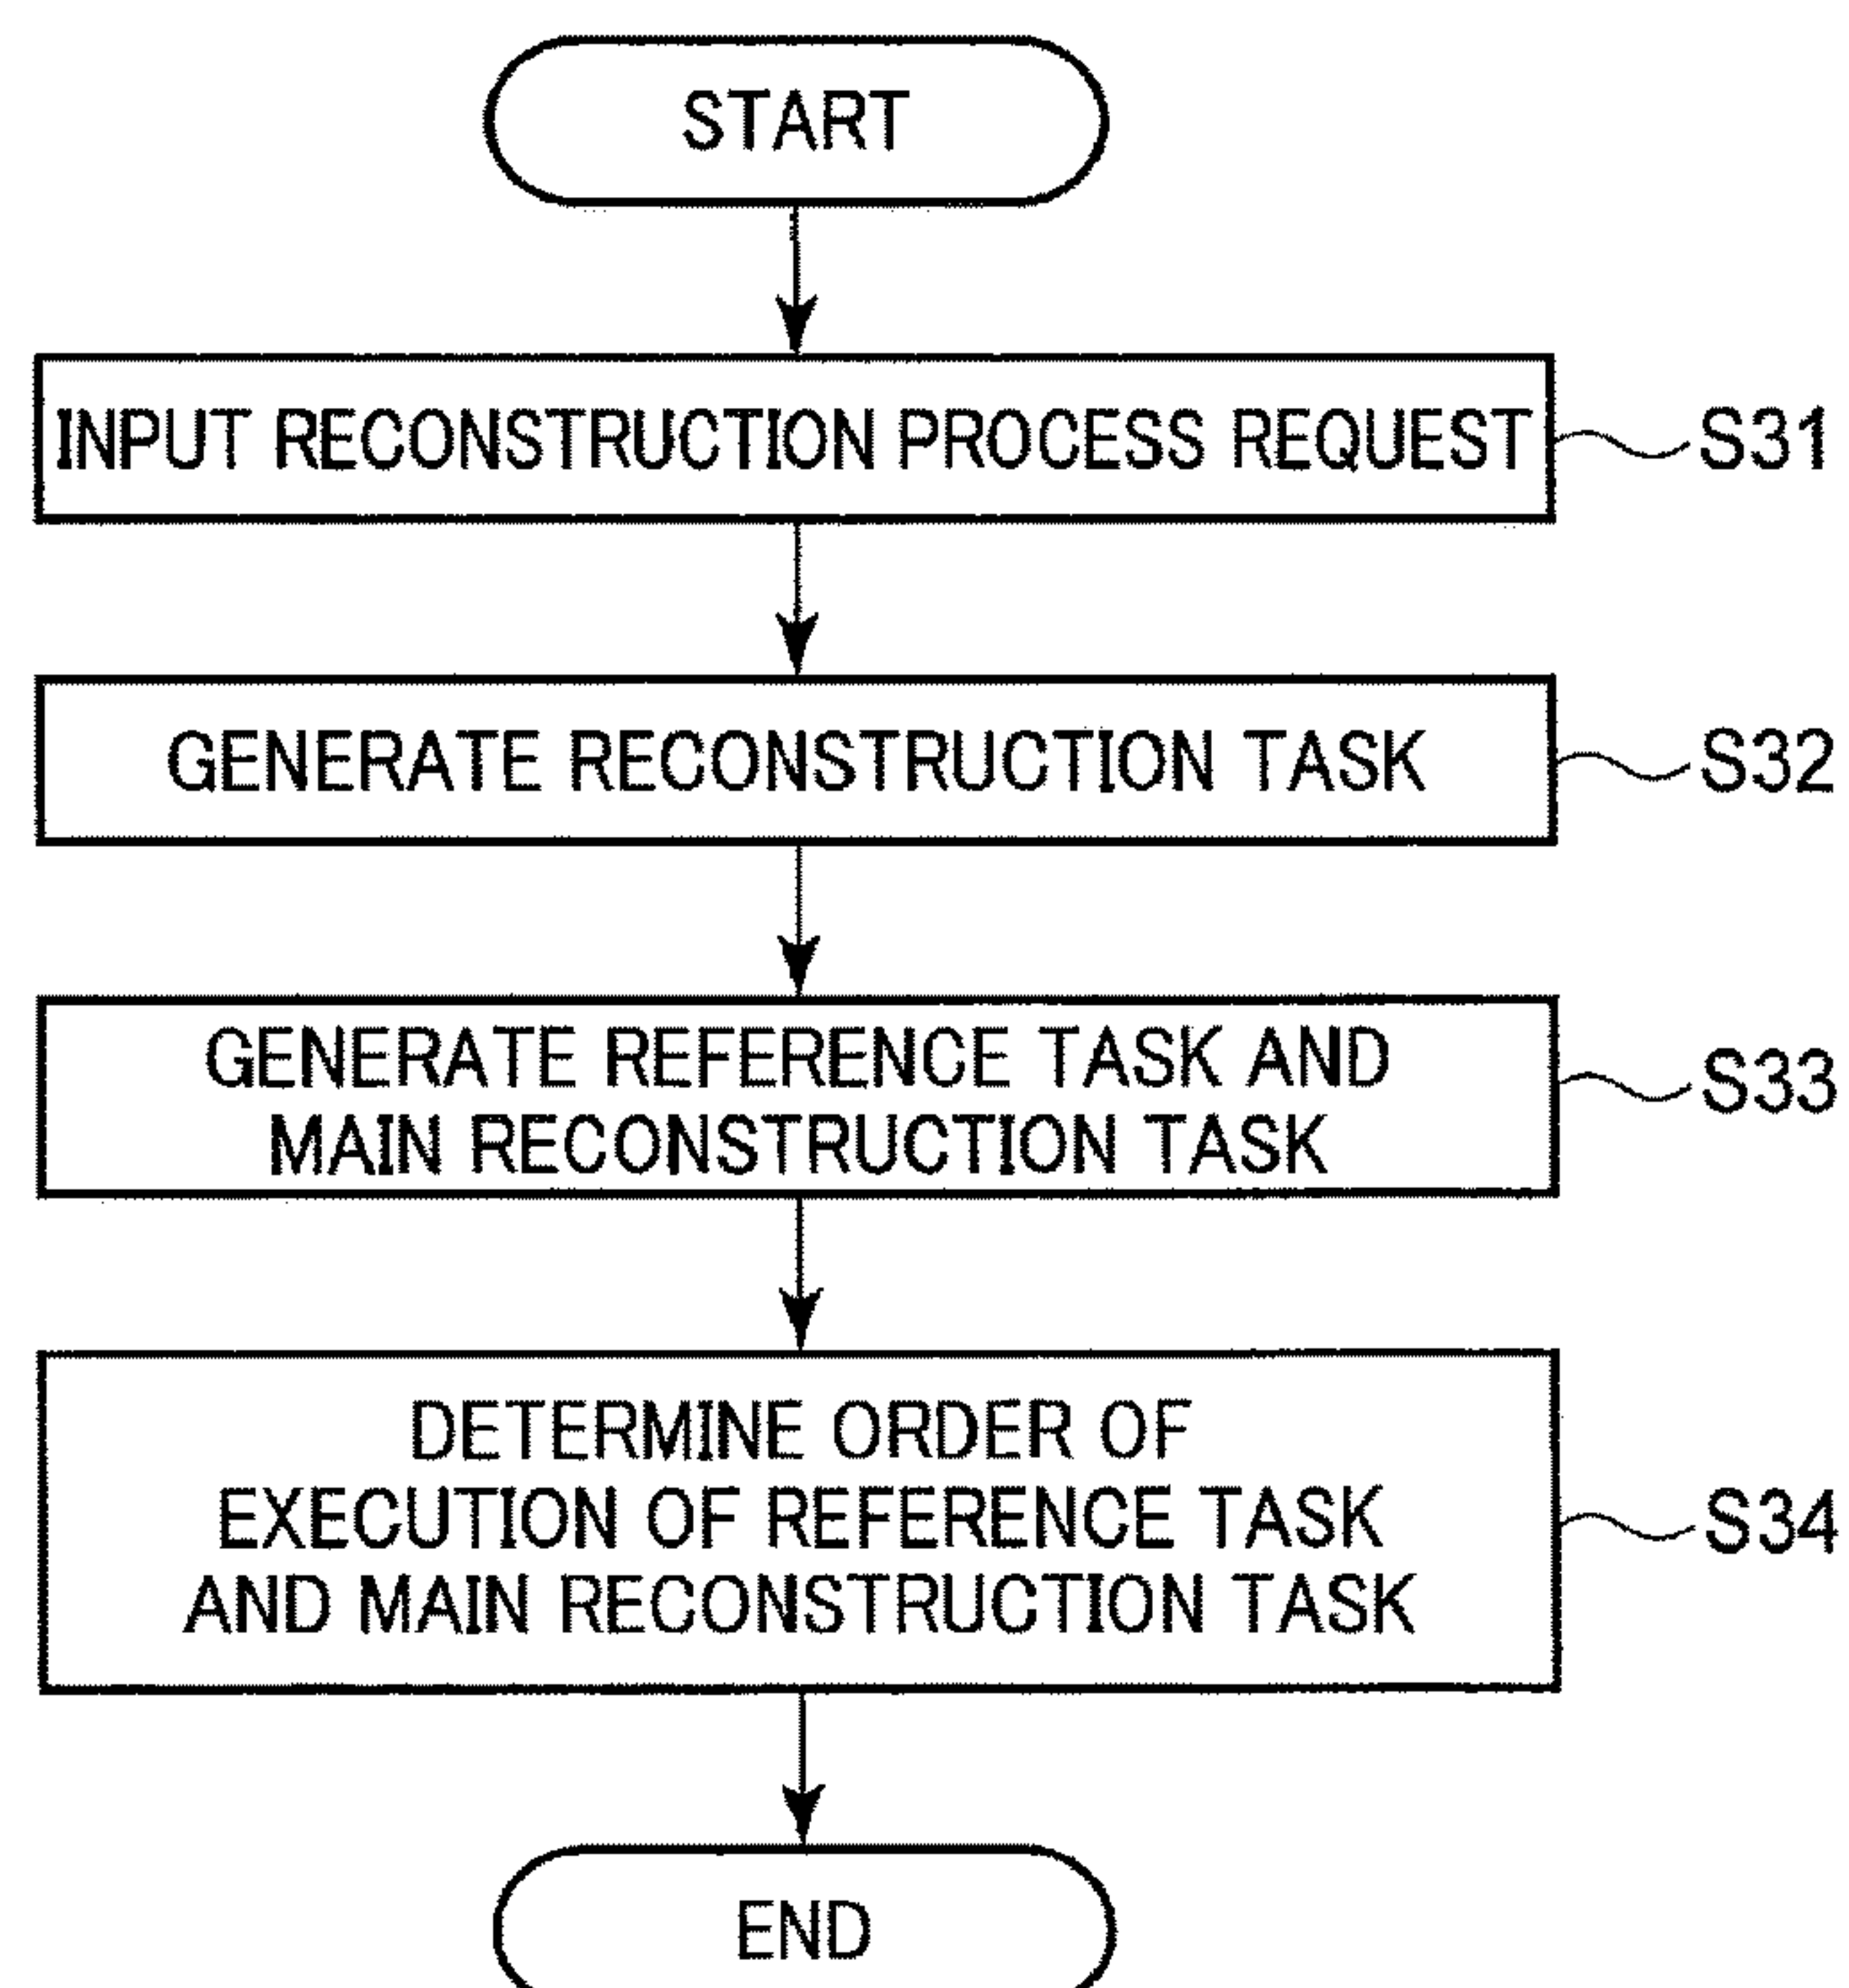 START
INPUT RECONSTRUCTION PROCESS REQUEST
S31
GENERATE RECONSTRUCTION TASK
S32
GENERATE REFERENCE TASK AND
MAIN RECONSTRUCTION TASK
S33
DETERMINE ORDER OF
EXECUTION OF REFERENCE TASK
AND MAIN RECONSTRUCTION TASK
S34
END